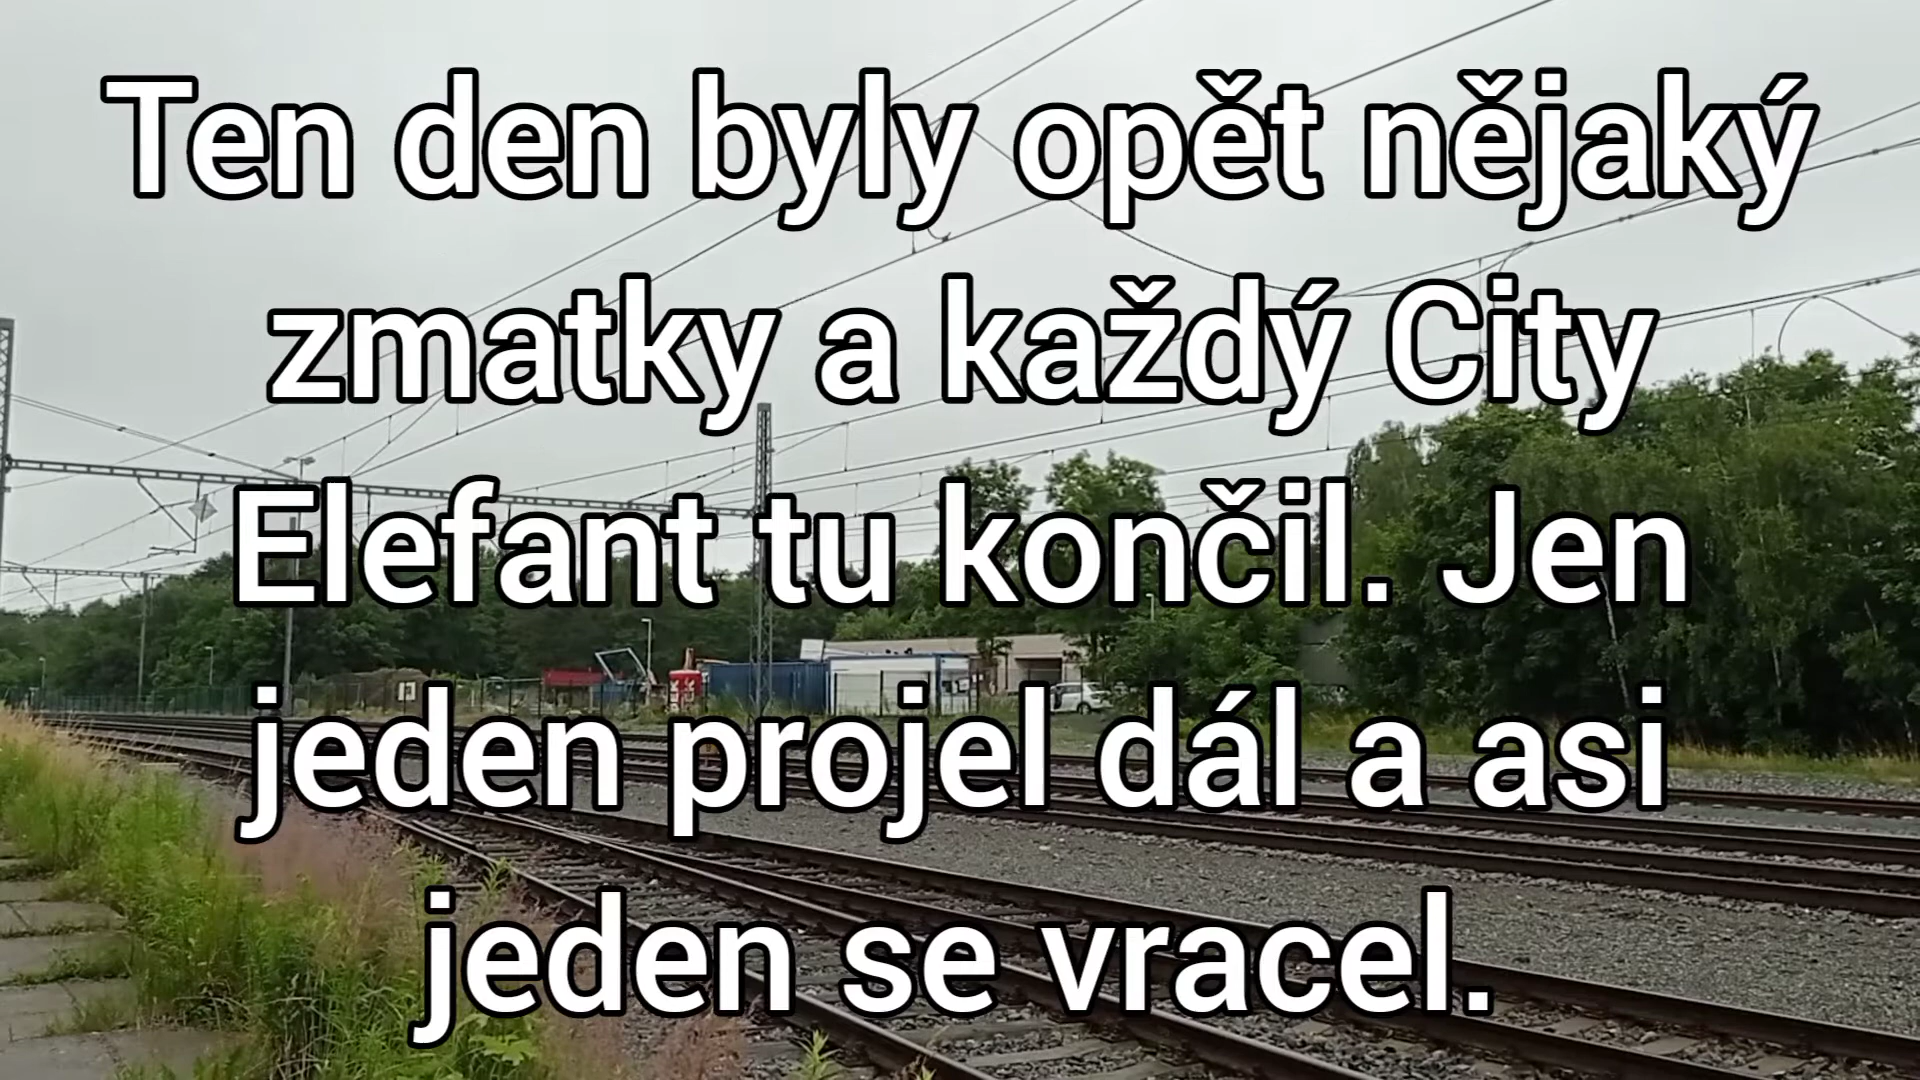 Ten den byly opět nějaký
zmatky a každý City
Elefant tu končil. Jen
jeden projel dál a asi
jeden se vracel.